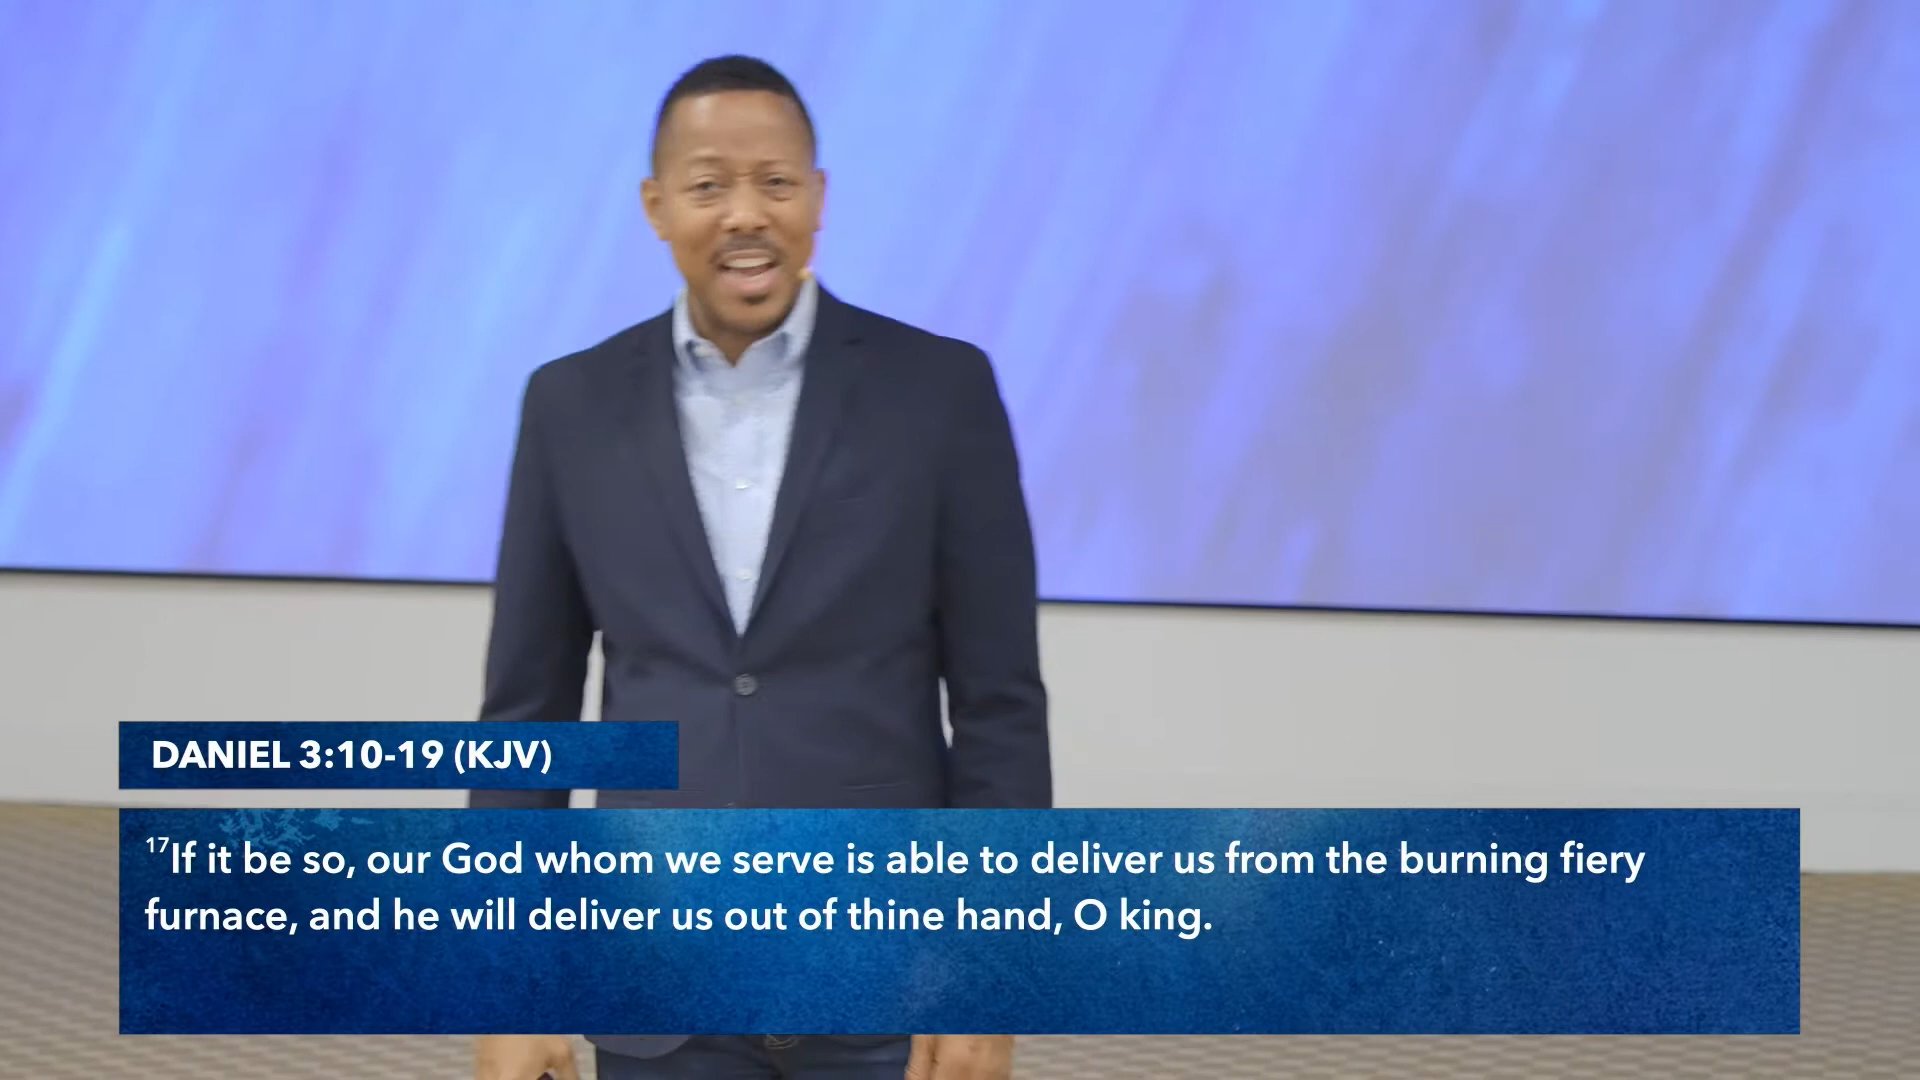 DANIEL 3:10-19 (KJV)
17If it be so, our God whom we serve is able to deliver us from the burning fiery
furnace, and he will deliver us out of thine hand, O king.